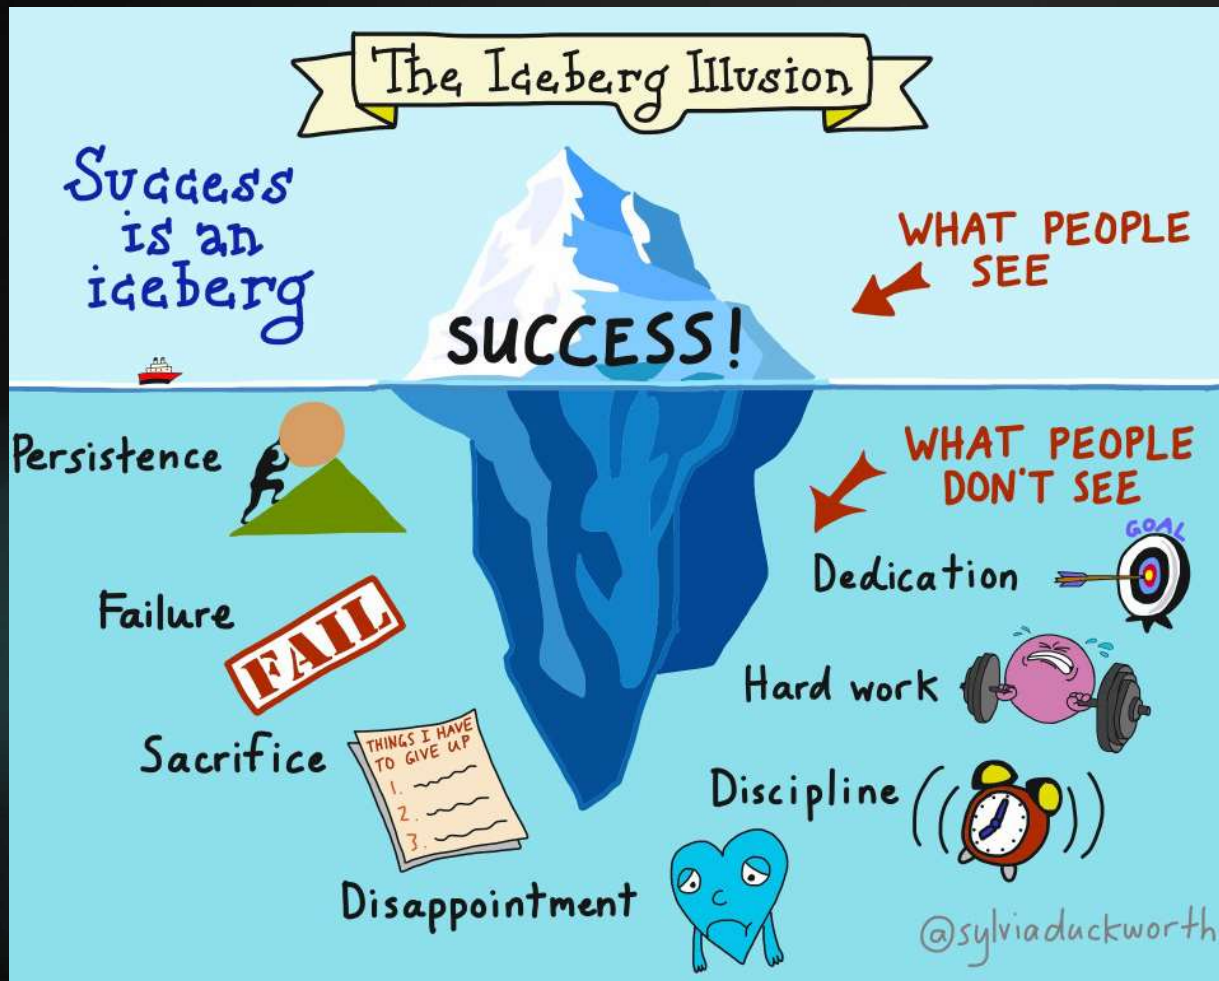 The Iceberg Illusion
Success
is an
iceberg
WHAT PEOPLE
SEE
SUCCESS!
Persistence
WHAT PEOPLE
DON'T SEE
GOAL
Dedication
Failure
FAIL
Hard work
Sacrifice
THINGS I HAVE
TO GIVE UP
1.
2.
3.
Discipline
Disappointment
@sylviaduckworth